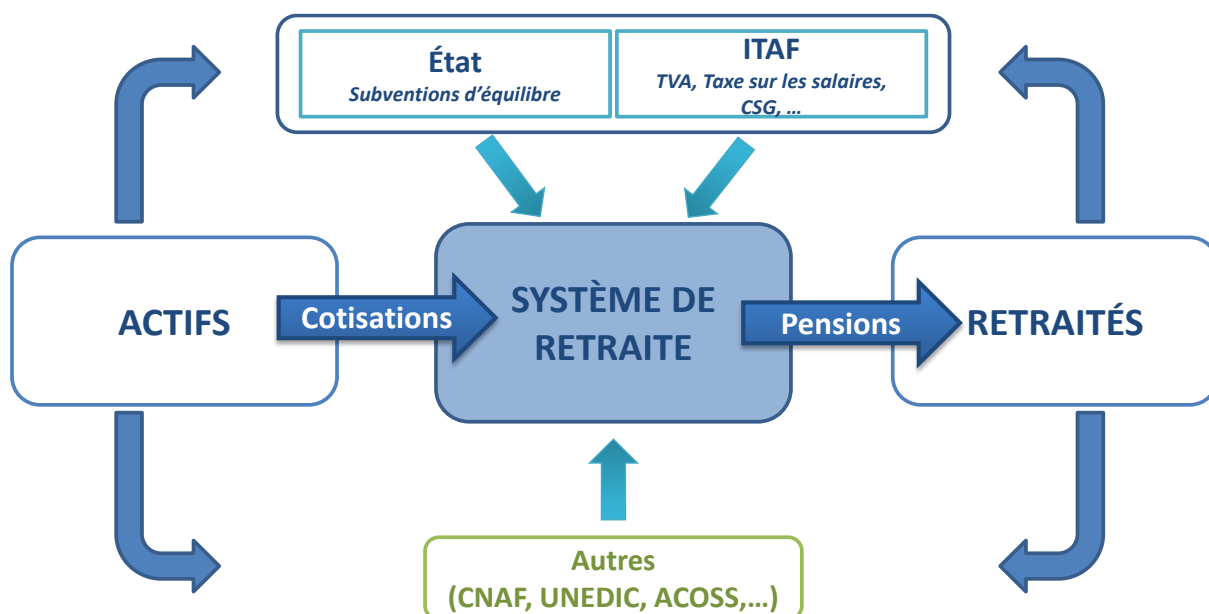 État
Subventions d’équilibre
ITAF
TVA, Taxe sur les salaires,
CSG, …
ACTIFS
Cotisations
SYSTÈME DE
RETRAITE
Pensions
RETRAITÉS
Autres
(CNAF, UNEDIC, ACOSS,…)